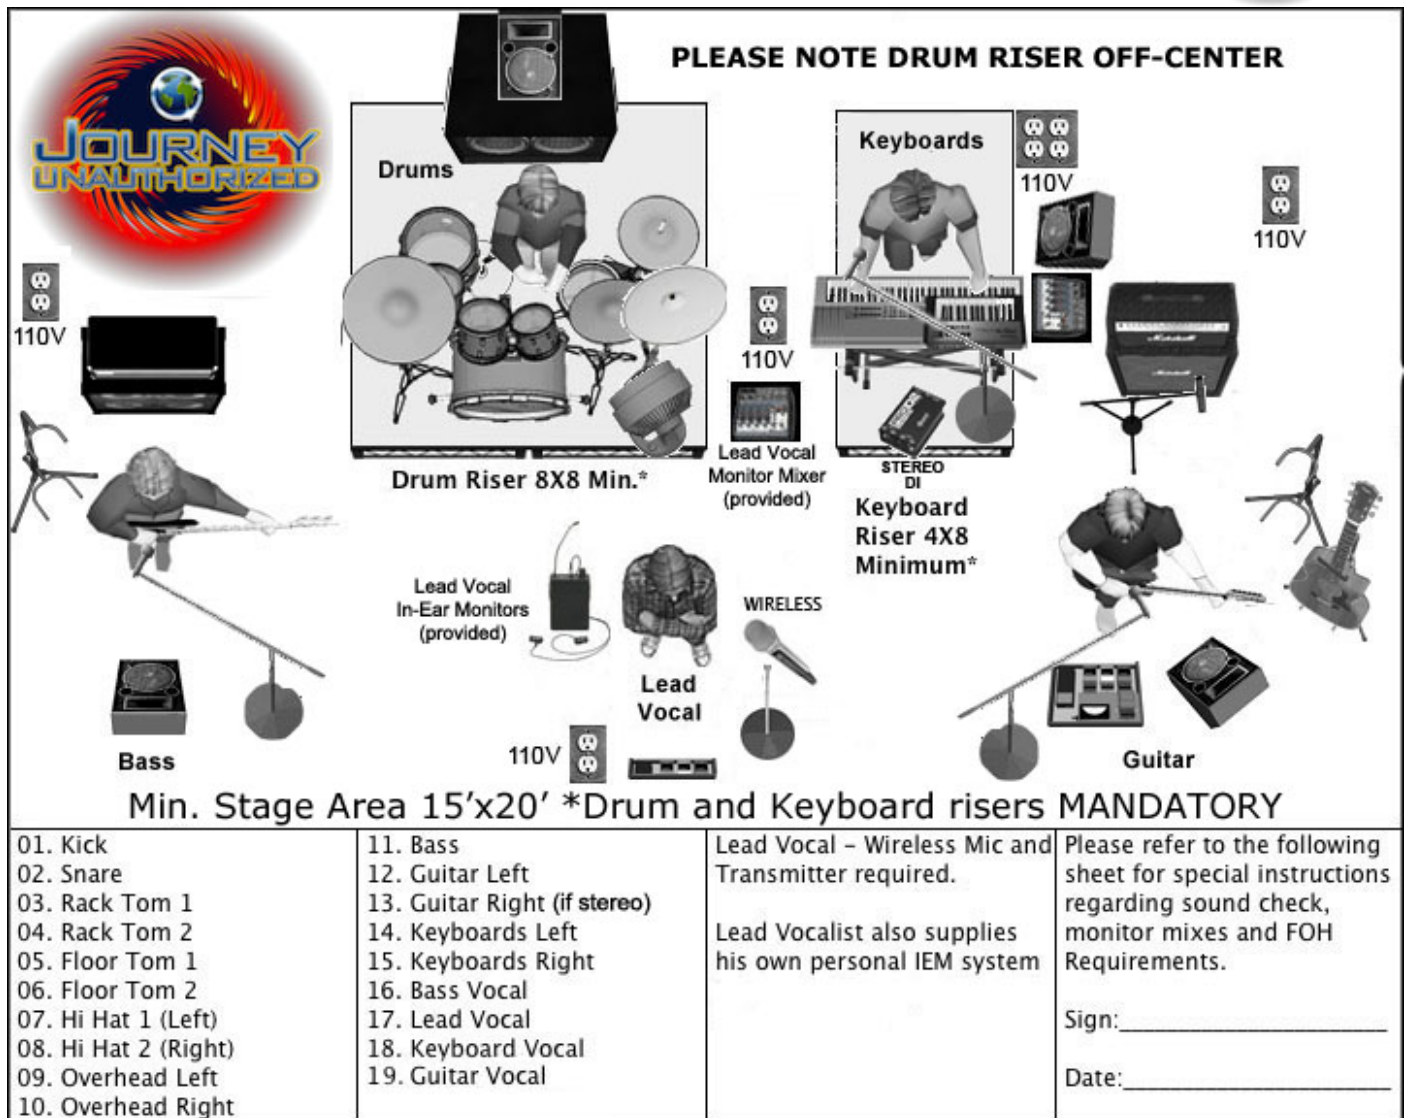 PLEASE NOTE DRUM RISER OFF-CENTER
JOURNEY
UNAUTHORIZED
Drums
Keyboards
110V
110V
110V
110V
Marshall
Marshall
Lead Vocal
Monitor Mixer
(provided)
STEREO
DI
Drum Riser 8X8 Min.*
Keyboard
Riser 4X8
Minimum*
Lead Vocal
In-Ear Monitors
(provided)
WIRELESS
Lead
Vocal
110V
Bass
Guitar
Min. Stage Area 15'x20' *Drum and Keyboard risers MANDATORY
01. Kick
02. Snare
03. Rack Tom 1
04. Rack Tom 2
05. Floor Tom 1
06. Floor Tom 2
07. Hi Hat 1 (Left)
08. Hi Hat 2 (Right)
09. Overhead Left
10. Overhead Right
11. Bass
12. Guitar Left
13. Guitar Right (if stereo)
14. Keyboards Left
15. Keyboards Right
16. Bass Vocal
17. Lead Vocal
18. Keyboard Vocal
19. Guitar Vocal
Lead Vocal – Wireless Mic and
Transmitter required.
Lead Vocalist also supplies
his own personal IEM system
Please refer to the following
sheet for special instructions
regarding sound check,
monitor mixes and FOH
Requirements.
Sign:____________________
Date:____________________